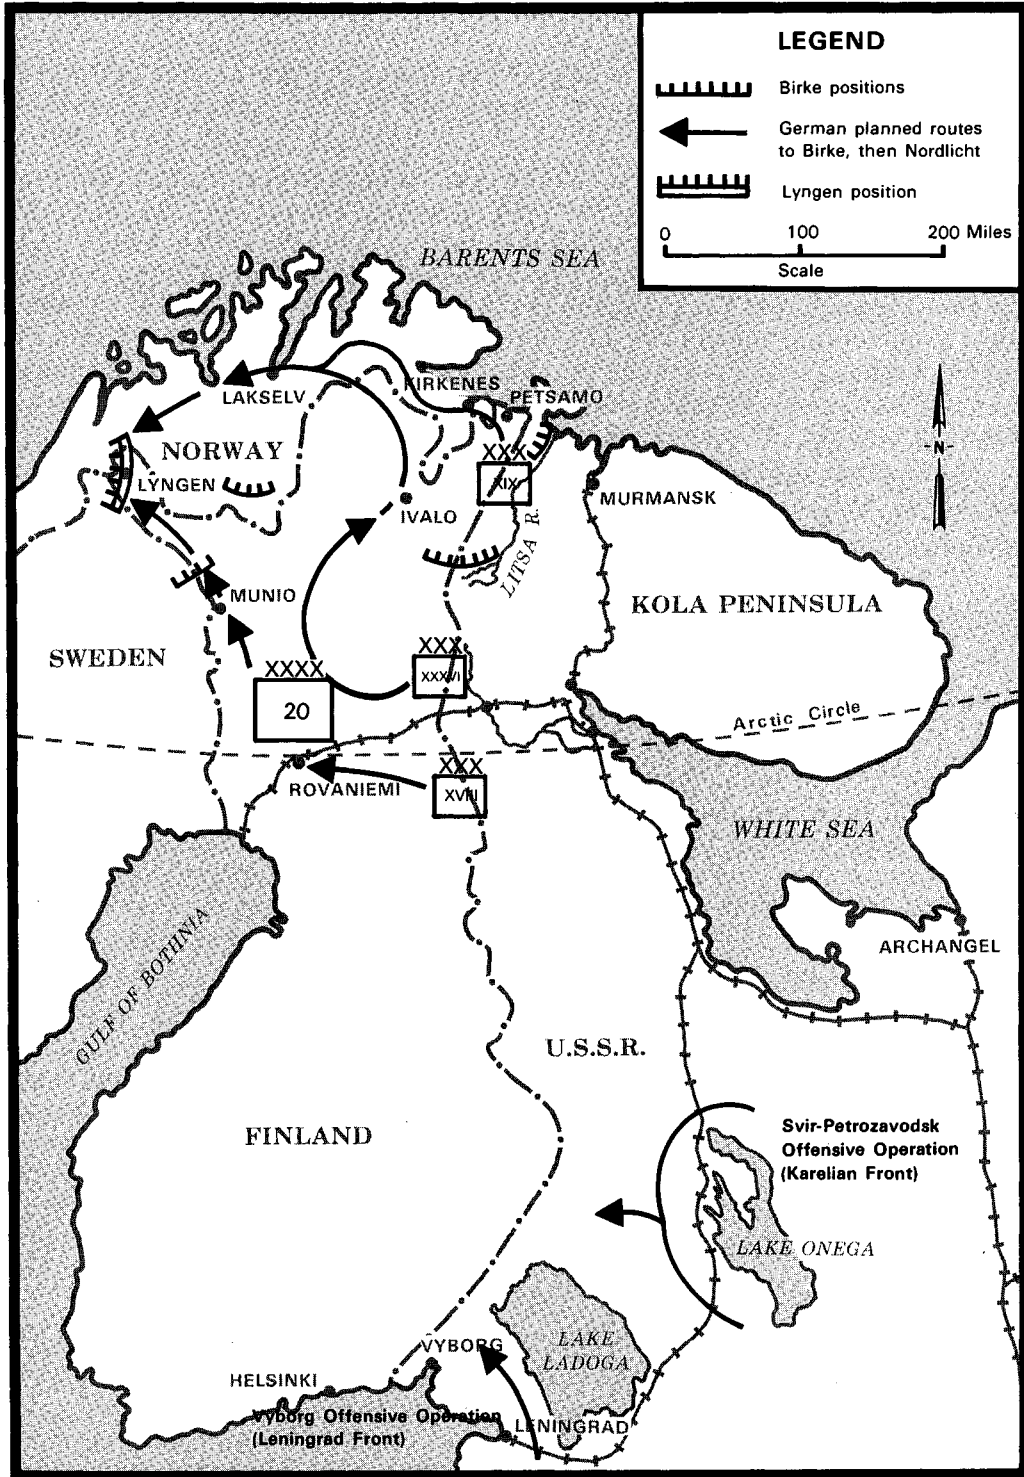 LEGEND
Birke positions
German planned routes
to Birke, then Nordlicht
Lyngen position
0 100 200 Miles
Scale
BARENTS SEA
KIRKENES
PETSAMO
LAKSELV
N
NORWAY
XXX
XIX
LYNGEN
MURMANSK
IVALO
LITSA R.
MUNIO
KOLA PENINSULA
SWEDEN
XXX
XXXVI
XXXX
20
Arctic Circle
XXX
XVIII
ROVANIEMI
WHITE SEA
GULF OF BOTHNIA
ARCHANGEL
U.S.S.R.
FINLAND
Svir-Petrozavodsk
Offensive Operation
(Karelian Front)
LAKE ONEGA
VYBORG
LAKE
LADOGA
HELSINKI
Vyborg Offensive Operation
(Leningrad Front)
LENINGRAD